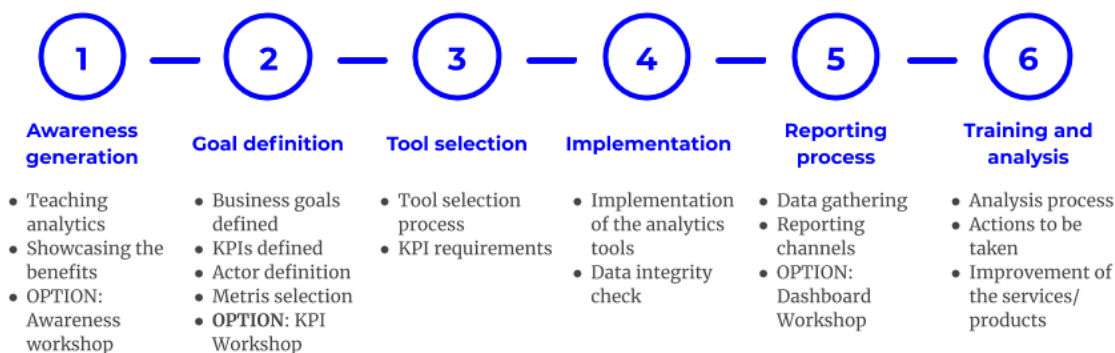 1
2
3
4
5
6
Awareness
generation
Goal definition
Tool selection
Implementation
Reporting
process
Training and
analysis
• Teaching
analytics
• Showcasing the
benefits
• OPTION:
Awareness
workshop
• Business goals
defined
• KPIs defined
• Actor definition
• Metris selection
• OPTION: KPI
Workshop
• Tool selection
process
• KPI requirements
• Implementation
of the analytics
tools
• Data integrity
check
• Data gathering
• Reporting
channels
• OPTION:
Dashboard
Workshop
• Analysis process
• Actions to be
taken
• Improvement of
the services/
products